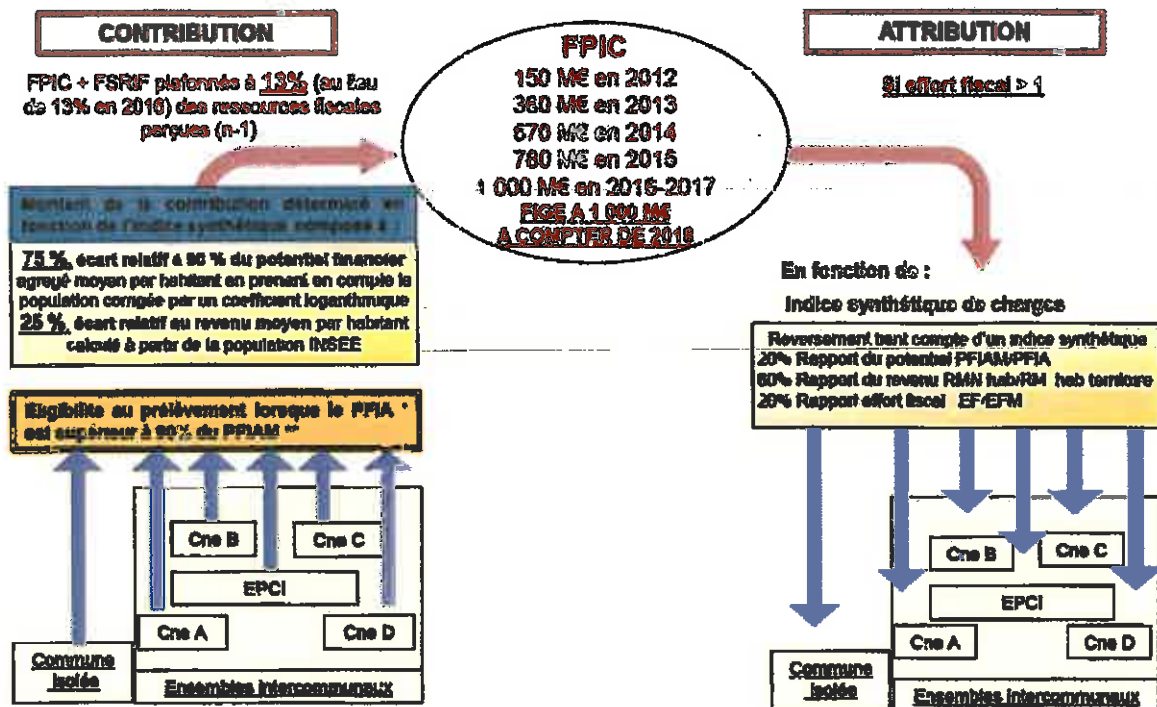 CONTRIBUTION
FPIC + FSRIF plafonnés à 13% (au lieu
de 13% en 2016) des ressources fiscales
perçues (n-1)
FPIC
150 M€ en 2012
360 M€ en 2013
570 M€ en 2014
780 M€ en 2015
1 000 M€ en 2016-2017
FIGE A 1 000 M€
A COMPTER DE 2018
ATTRIBUTION
Si effort fiscal > 1
Montant de la contribution déterminé en
fonction de l'indice synthétique composé à :
75 %, écart relatif à 90 % du potentiel financier
agrégé moyen par habitant en prenant en compte la
population corrigée par un coefficient logarithmique
25 %, écart relatif au revenu moyen par habitant
calculé à partir de la population INSEE
Eligibilité au prélèvement lorsque le PFIA *
est supérieur à 90% du PFIAM **
Cne B
Cne C
EPCI
Cne A
Cne D
Commune
isolée
Ensembles intercommunaux
En fonction de :
Indice synthétique de charges
Reversement tient compte d'un indice synthétique
20% Rapport du potentiel PFIAM/PFIA
60% Rapport du revenu RMN hab/RM hab territoire
20% Rapport effort fiscal EF/EFM
Cne B
Cne C
EPCI
Cne A
Cne D
Commune
isolée
Ensembles intercommunaux